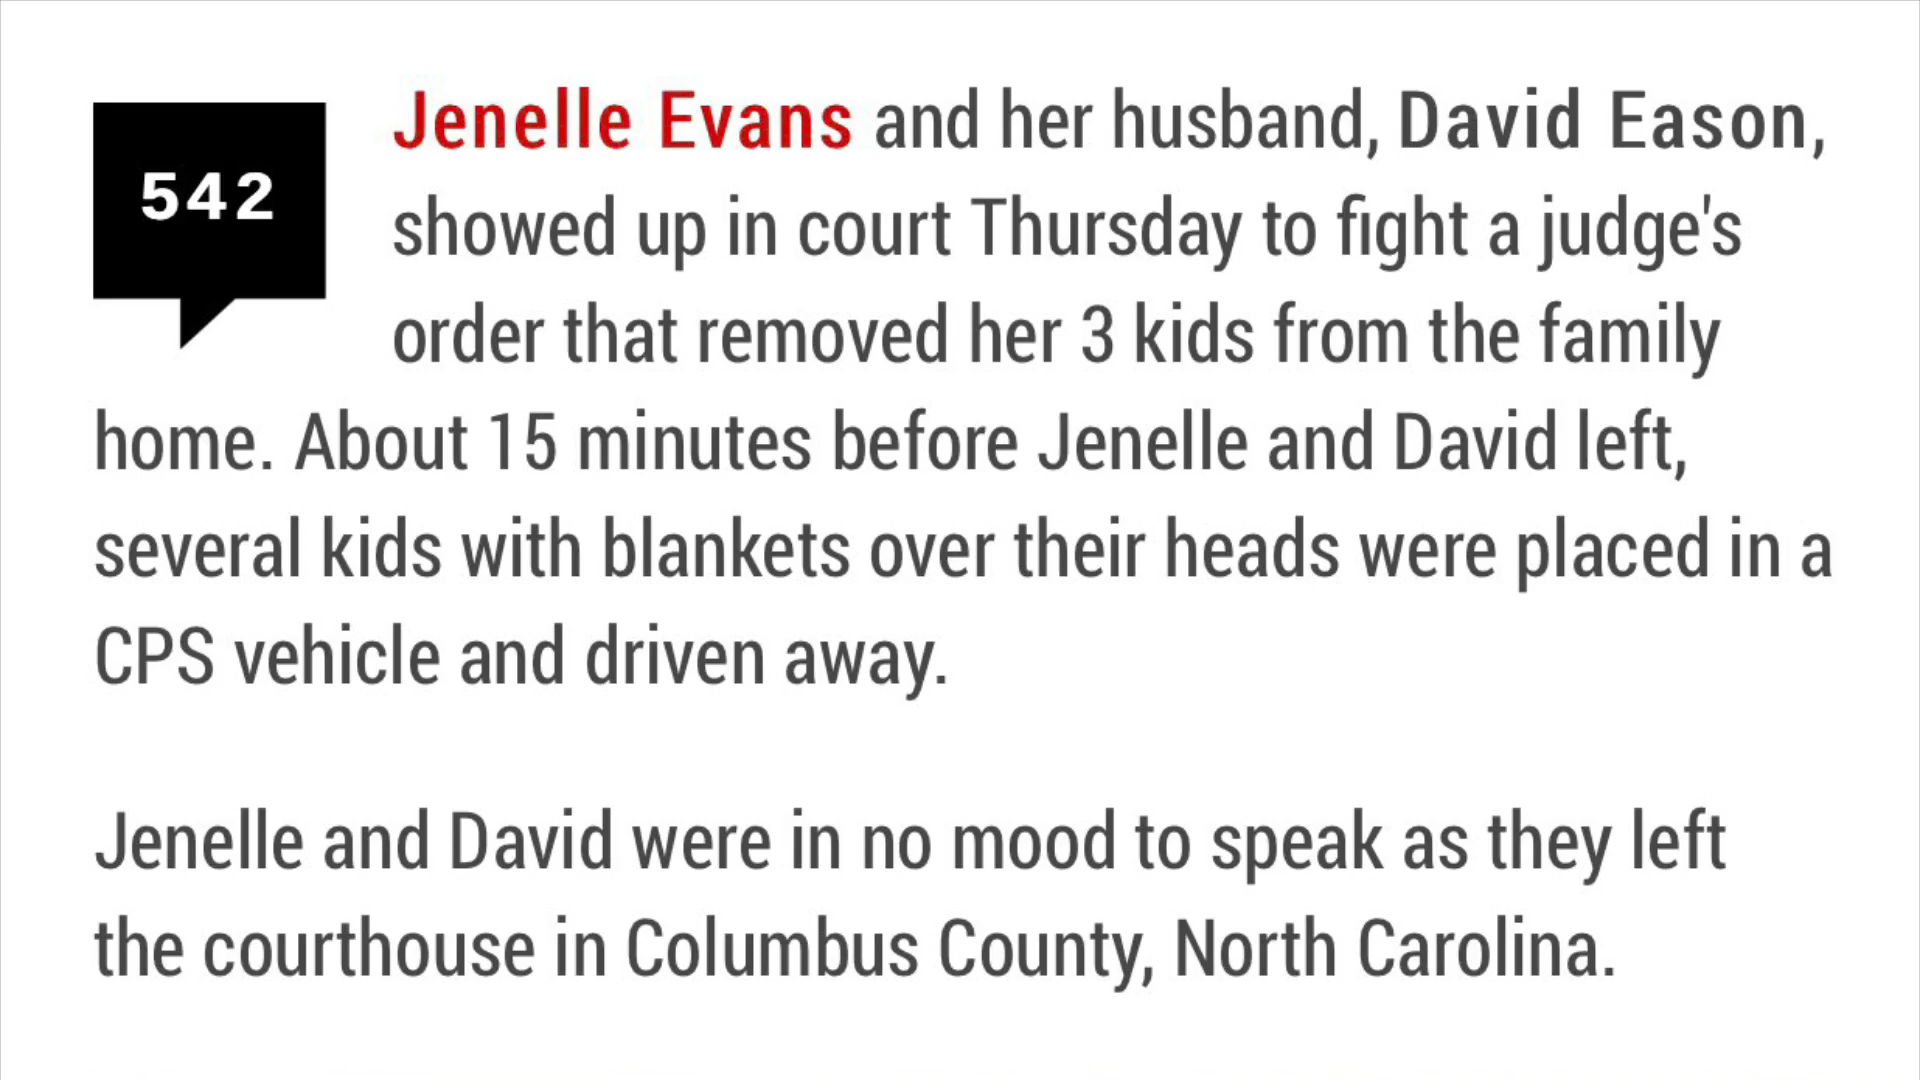 542
Jenelle Evans and her husband, David Eason,
showed up in court Thursday to fight a judge's
order that removed her 3 kids from the family
home. About 15 minutes before Jenelle and David left,
several kids with blankets over their heads were placed in a
CPS vehicle and driven away.
Jenelle and David were in no mood to speak as they left
the courthouse in Columbus County, North Carolina.